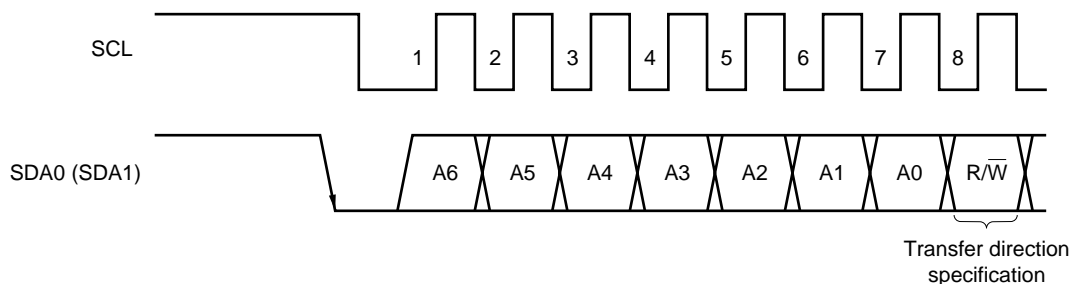 SCL
1 2 3 4 5 6 7 8
SDA0 (SDA1)
A6 A5 A4 A3 A2 A1 A0 R/W̅
Transfer direction
specification